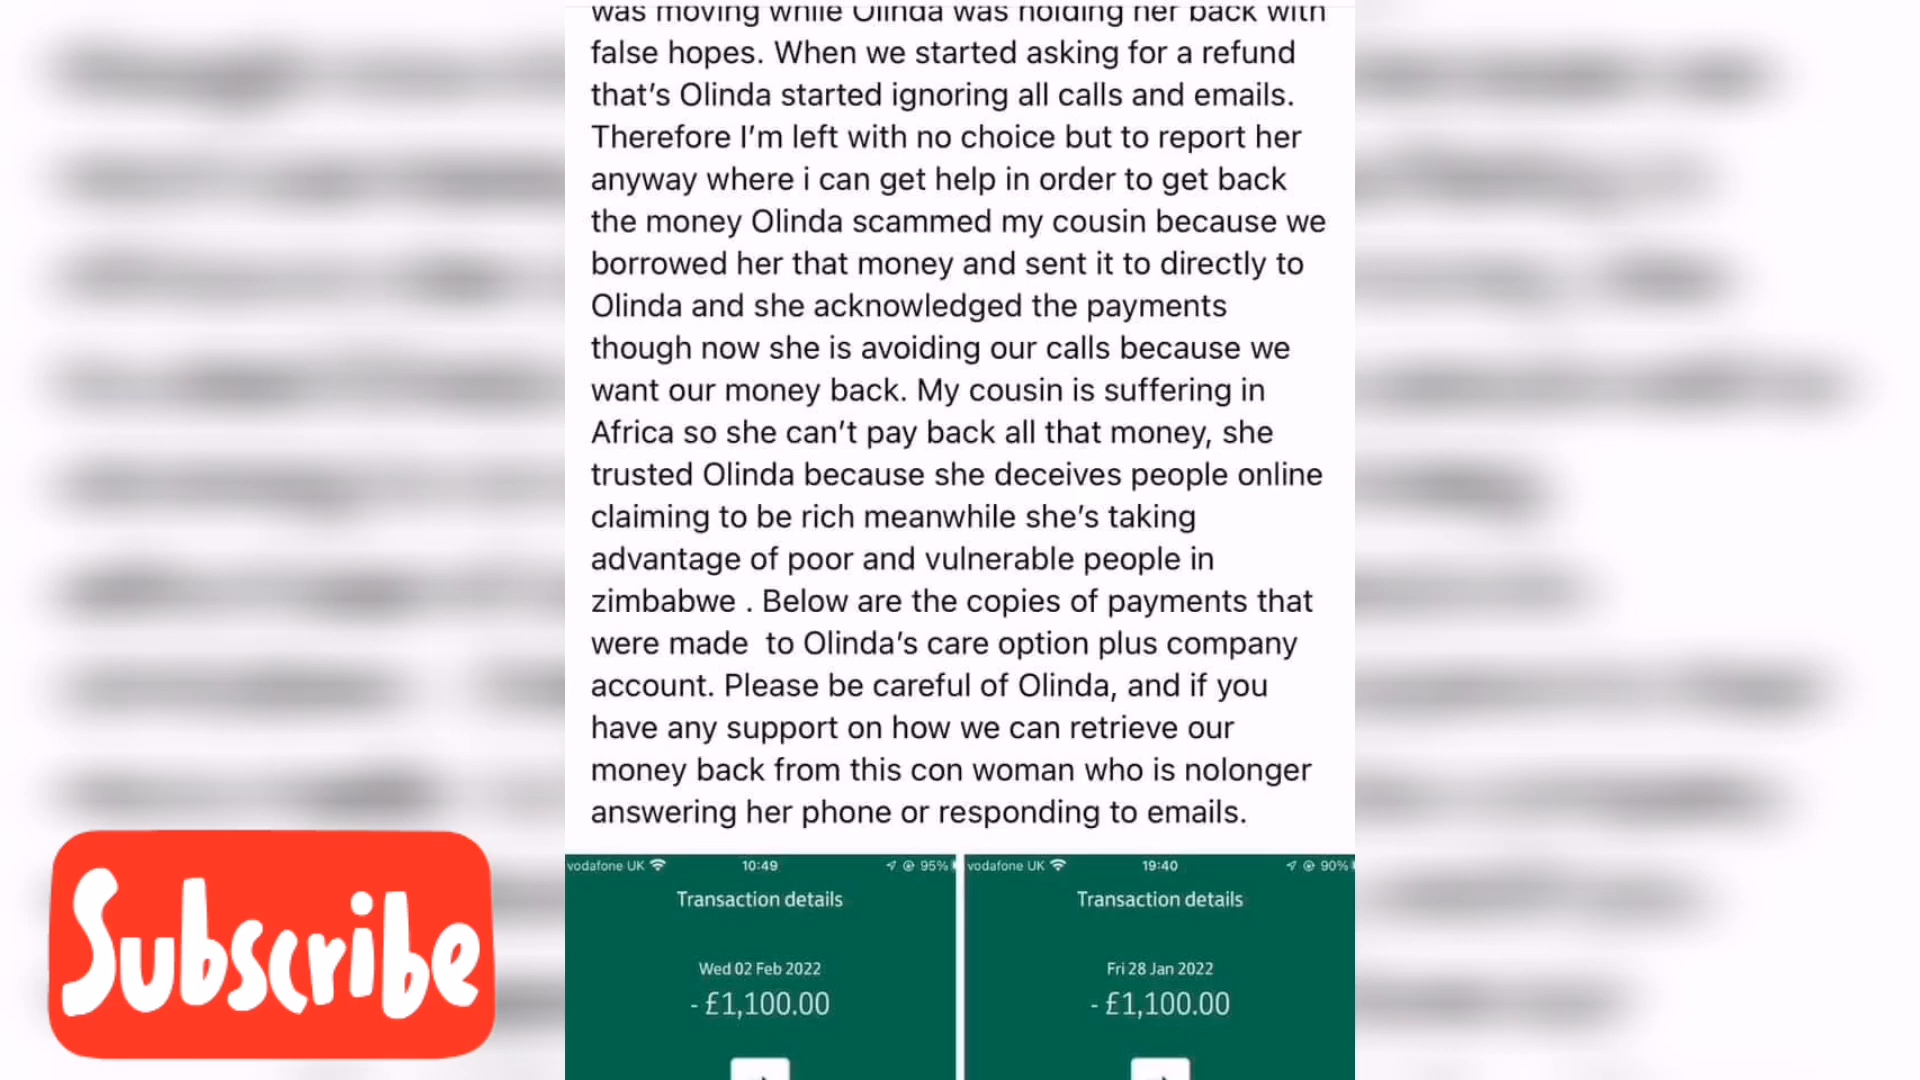 was moving while Olinda was holding her back with
false hopes. When we started asking for a refund
that’s Olinda started ignoring all calls and emails.
Therefore I’m left with no choice but to report her
anyway where i can get help in order to get back
the money Olinda scammed my cousin because we
borrowed her that money and sent it to directly to
Olinda and she acknowledged the payments
though now she is avoiding our calls because we
want our money back. My cousin is suffering in
Africa so she can’t pay back all that money, she
trusted Olinda because she deceives people online
claiming to be rich meanwhile she’s taking
advantage of poor and vulnerable people in
zimbabwe . Below are the copies of payments that
were made  to Olinda’s care option plus company
account. Please be careful of Olinda, and if you
have any support on how we can retrieve our
money back from this con woman who is nolonger
answering her phone or responding to emails.
vodafone UK 10:49 95%
Transaction details
Wed 02 Feb 2022
- £1,100.00
vodafone UK 19:40 90%
Transaction details
Fri 28 Jan 2022
- £1,100.00
Subscribe